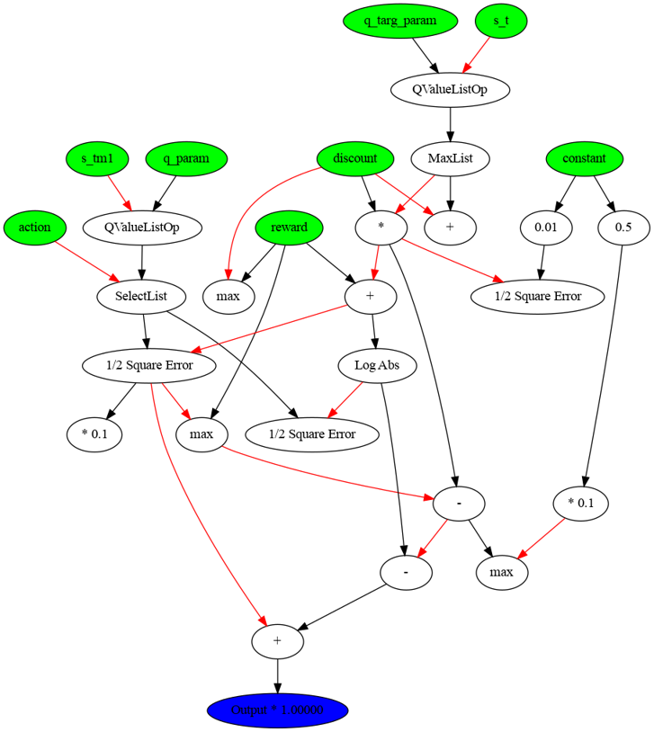 q_targ_param
s_t
QValueListOp
s_tm1
q_param
discount
MaxList
constant
action
QValueListOp
reward
*
+
0.01
0.5
SelectList
max
+
1/2 Square Error
1/2 Square Error
Log Abs
* 0.1
max
1/2 Square Error
-
* 0.1
-
max
+
Output * 1.00000